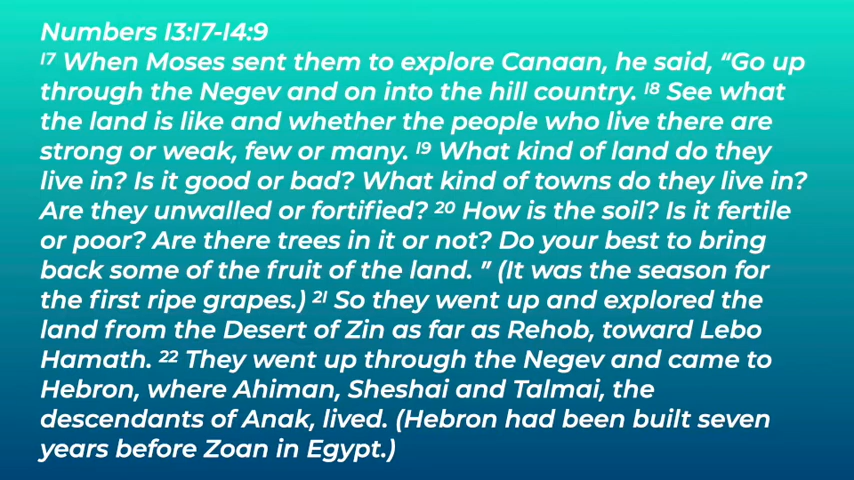 Numbers 13:17-14:9
17 When Moses sent them to explore Canaan, he said, “Go up
through the Negev and on into the hill country. 18 See what
the land is like and whether the people who live there are
strong or weak, few or many. 19 What kind of land do they
live in? Is it good or bad? What kind of towns do they live in?
Are they unwalled or fortified? 20 How is the soil? Is it fertile
or poor? Are there trees in it or not? Do your best to bring
back some of the fruit of the land. ” (It was the season for
the first ripe grapes.) 21 So they went up and explored the
land from the Desert of Zin as far as Rehob, toward Lebo
Hamath. 22 They went up through the Negev and came to
Hebron, where Ahiman, Sheshai and Talmai, the
descendants of Anak, lived. (Hebron had been built seven
years before Zoan in Egypt.)